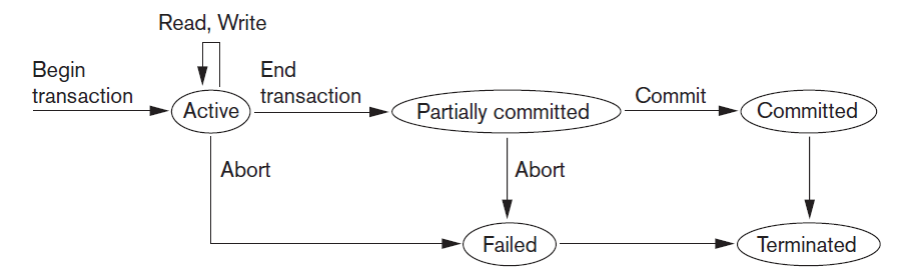 Read, Write
Begin
transaction
End
transaction
Active
Partially committed
Commit
Committed
Abort
Abort
Failed
Terminated